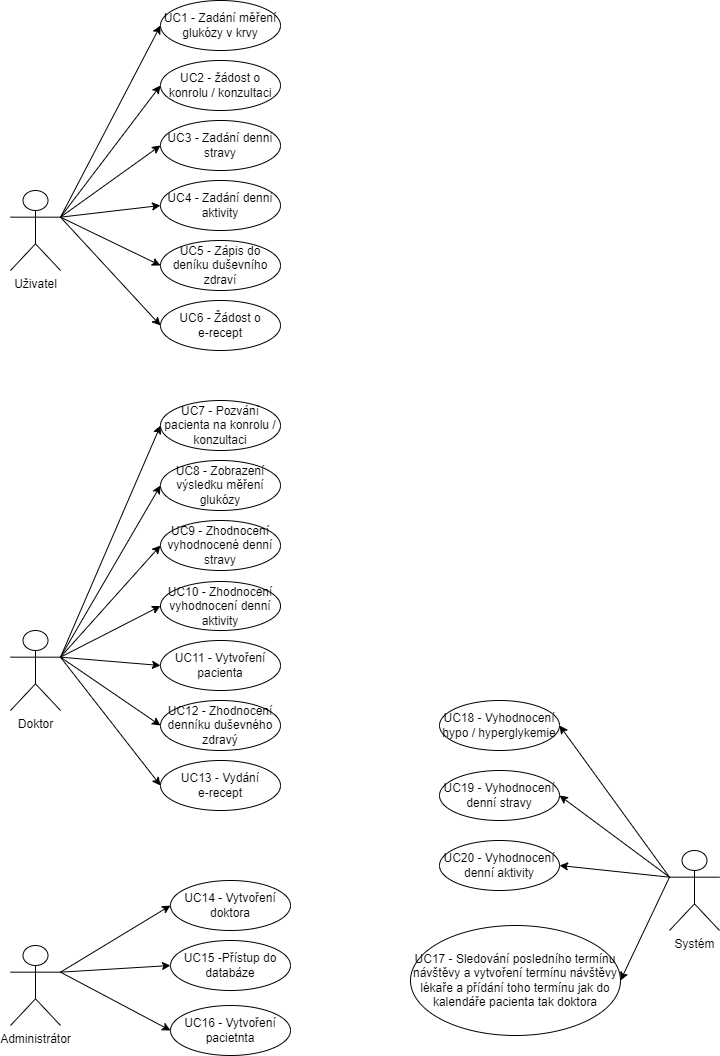 UC1 - Zadání měření
glukózy v krvy
UC2 - žádost o
konrolu / konzultaci
UC3 - Zadání denni
stravy
UC4 - Zadání denni
aktivity
UC5 - Zápis do
deníku duševního
zdraví
UC6 - Žádost o
e-recept
Uživatel
UC7 - Pozvání
pacienta na konrolu /
konzultaci
UC8 - Zobrazení
výsledku měření
glukózy
UC9 - Zhodnocení
vyhodnocené denní
stravy
UC10 - Zhodnocení
vyhodnocení denní
aktivity
UC11 - Vytvoření
pacienta
UC12 - Zhodnocení
denníku duševného
zdravý
UC13 - Vydání
e-recept
Doktor
UC14 - Vytvoření
doktora
UC15 -Přístup do
databáze
UC16 - Vytvoření
pacietnta
Administrátor
UC18 - Vyhodnocení
hypo / hyperglykemie
UC19 - Vyhodnocení
denní stravy
UC20 - Vyhodnocení
denní aktivity
UC17 - Sledování posledního termínu
návštěvy a vytvoření termínu návštěvy
lékaře a přídání toho termínu jak do
kalendáře pacienta tak doktora
Systém